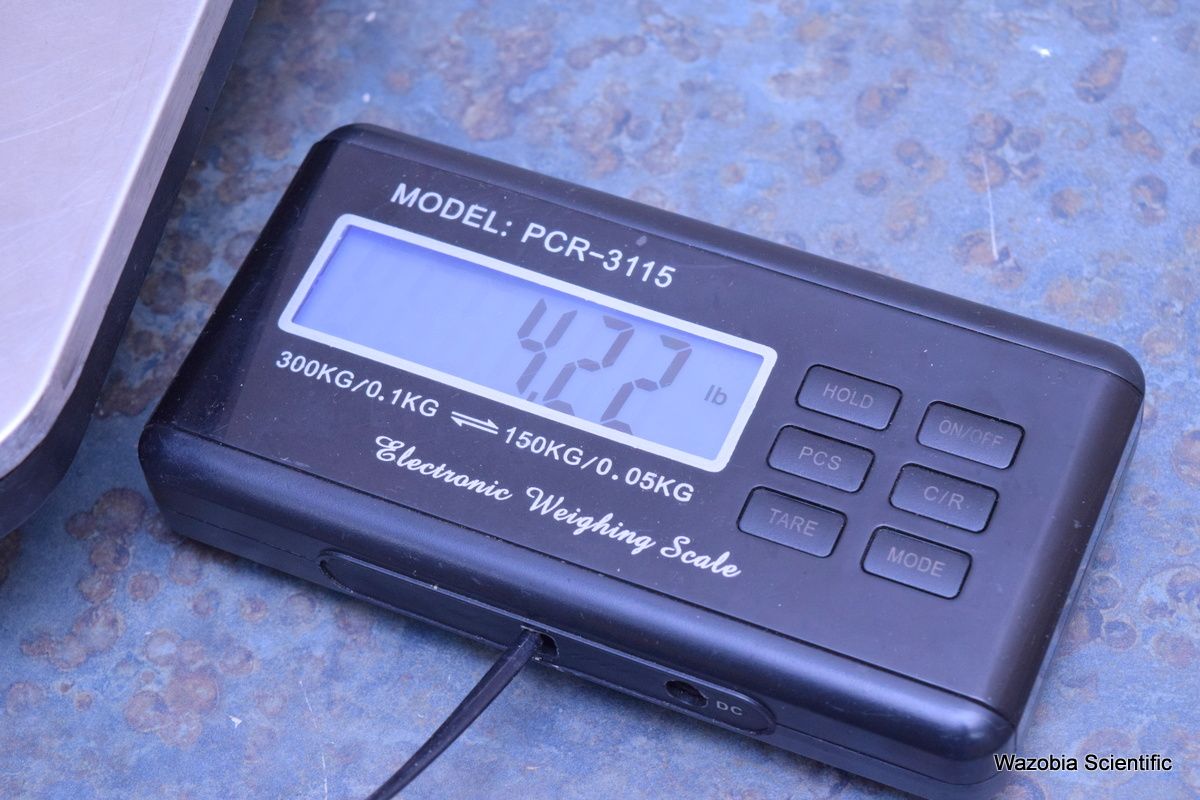 MODEL: PCR-3115
4.22 lb
300KG/0.1KG ⇌ 150KG/0.05KG
Electronic Weighing Scale
HOLD
ON/OFF
PCS
C/R
TARE
MODE
DC
Wazobia Scientific